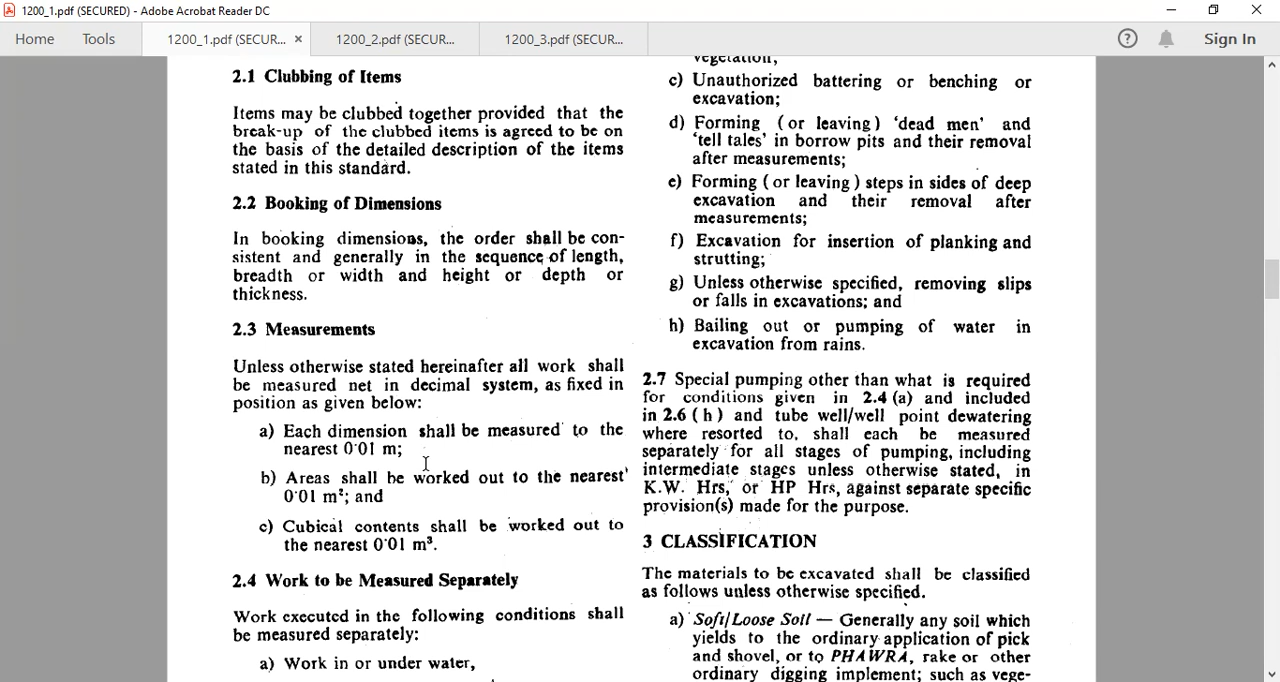 1200_1.pdf (SECURED) - Adobe Acrobat Reader DC
Home
Tools
1200_1.pdf (SECUR... ×
1200_2.pdf (SECUR...
1200_3.pdf (SECUR...
Sign In
2.1 Clubbing of Items
Items may be clubbed together provided that the
break-up of the clubbed items is agreed to be on
the basis of the detailed description of the items
stated in this standard.
2.2 Booking of Dimensions
In booking dimensions, the order shall be con-
sistent and generally in the sequence of length,
breadth or width and height or depth or
thickness.
2.3 Measurements
Unless otherwise stated hereinafter all work shall
be measured net in decimal system, as fixed in
position as given below:
a) Each dimension shall be measured to the
nearest 0·01 m;
b) Areas shall be worked out to the nearest
0·01 m²; and
c) Cubical contents shall be worked out to
the nearest 0·01 m³.
2.4 Work to be Measured Separately
Work executed in the following conditions shall
be measured separately:
a) Work in or under water,
vegetation;
c) Unauthorized battering or benching or
excavation;
d) Forming (or leaving) ‘dead men’ and
‘tell tales’ in borrow pits and their removal
after measurements;
e) Forming (or leaving) steps in sides of deep
excavation and their removal after
measurements;
f) Excavation for insertion of planking and
strutting;
g) Unless otherwise specified, removing slips
or falls in excavations; and
h) Bailing out or pumping of water in
excavation from rains.
2.7 Special pumping other than what is required
for conditions given in 2.4 (a) and included
in 2.6 (h) and tube well/well point dewatering
where resorted to, shall each be measured
separately for all stages of pumping, including
intermediate stages unless otherwise stated, in
K.W. Hrs, or HP Hrs, against separate specific
provision(s) made for the purpose.
3 CLASSIFICATION
The materials to be excavated shall be classified
as follows unless otherwise specified.
a) Soft/Loose Soil — Generally any soil which
yields to the ordinary application of pick
and shovel, or to PHAWRA, rake or other
ordinary digging implement; such as vege-